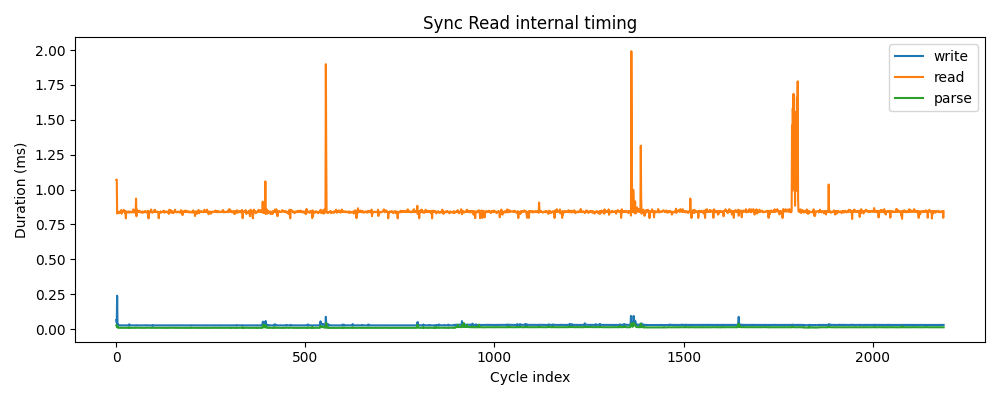 Sync Read internal timing
write
read
parse
2.00
1.75
1.50
1.25
1.00
0.75
0.50
0.25
0.00
Duration (ms)
0
500
1000
1500
2000
Cycle index